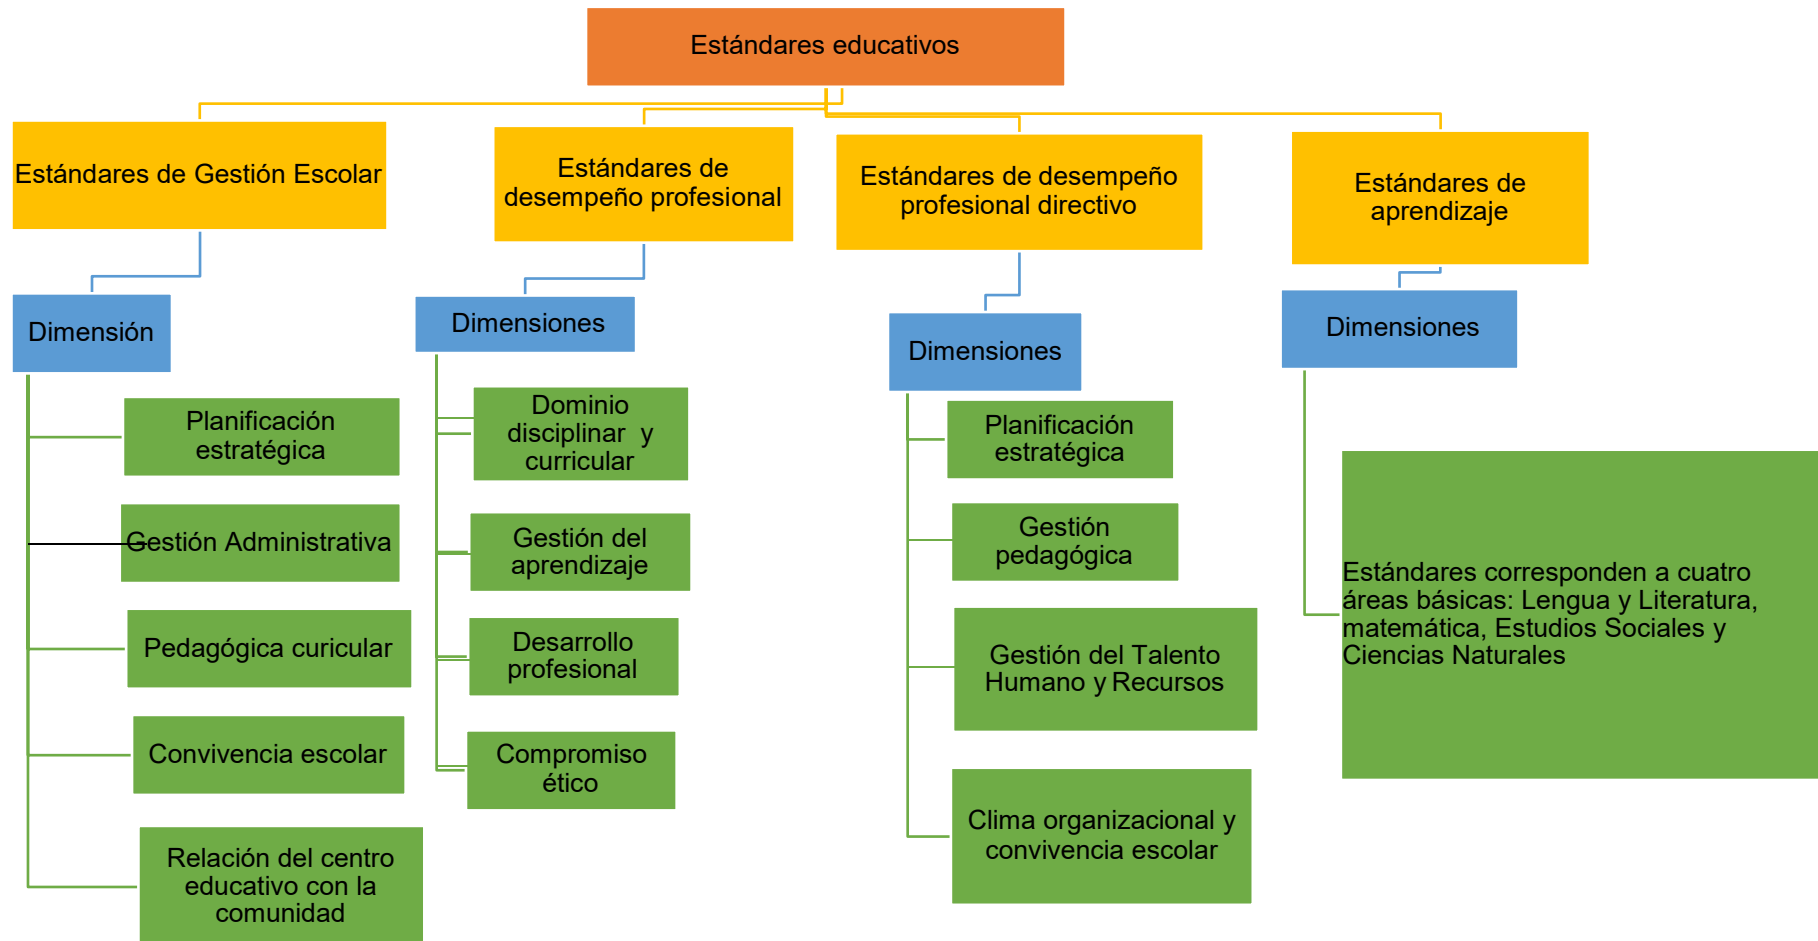 Estándares educativos
Estándares de Gestión Escolar
Estándares de
desempeño profesional
Estándares de desempeño
profesional directivo
Estándares de
aprendizaje
Dimensión
Dimensiones
Dimensiones
Dimensiones
Planificación
estratégica
Gestión Administrativa
Pedagógica curicular
Convivencia escolar
Relación del centro
educativo con la
comunidad
Dominio
disciplinar y
curricular
Gestión del
aprendizaje
Desarrollo
profesional
Compromiso
ético
Planificación
estratégica
Gestión
pedagógica
Gestión del Talento
Humano y Recursos
Clima organizacional y
convivencia escolar
Estándares corresponden a cuatro
áreas básicas: Lengua y Literatura,
matemática, Estudios Sociales y
Ciencias Naturales